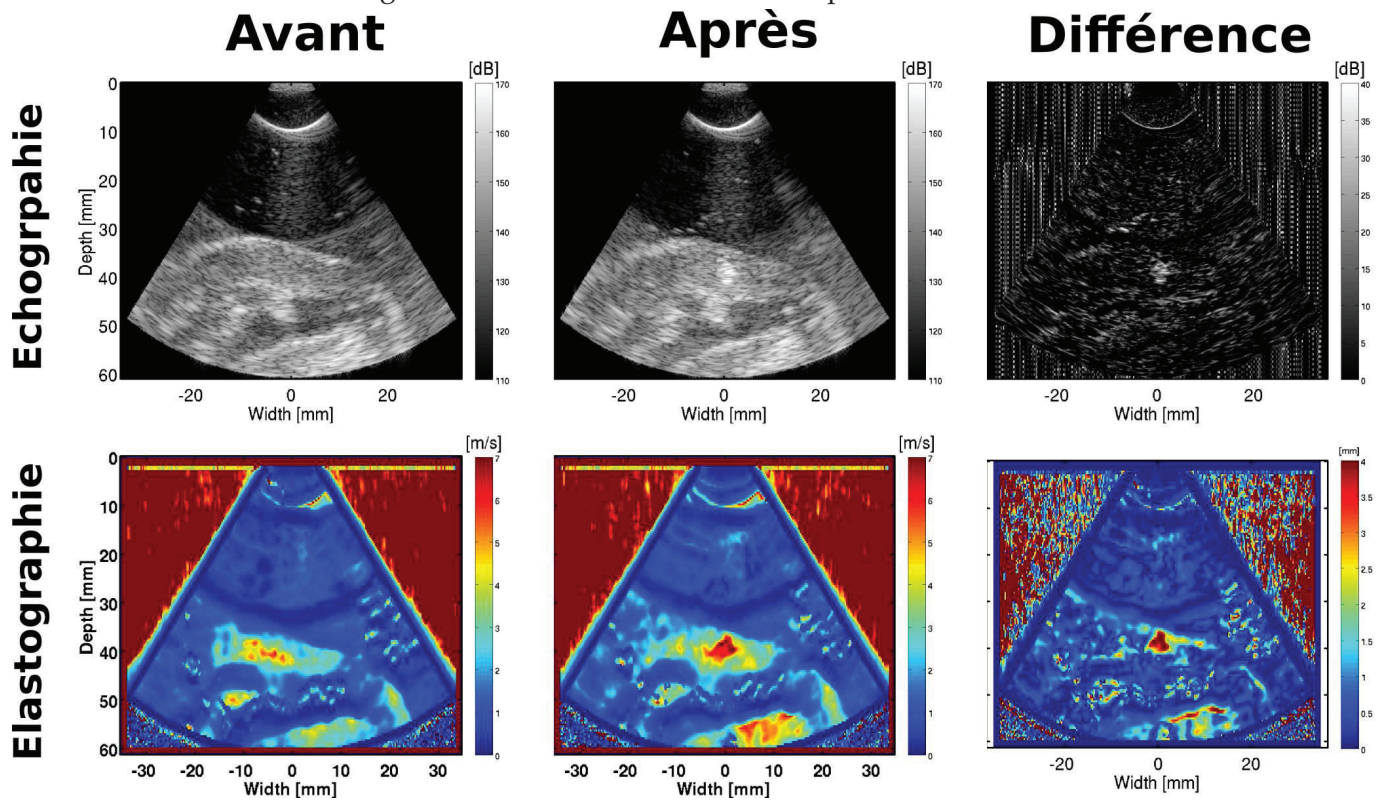 Avant Après Différence
Echogrpahie
[dB] [dB] [dB]
0 170 170 40
10 160 35
20 150 160 30
30 140 150 25
40 130 140 20
50 120 130 15
60 110 120 10
110 5
0
Depth [mm]
-20 0 20 -20 0 20 -20 0 20
Width [mm] Width [mm] Width [mm]
Elastographie
[m/s] [m/s] [mm]
0 7 7 4
10 6 6 3.5
20 5 5 3
30 4 4 2.5
40 3 3 2
50 2 2 1.5
60 1 1 1
0 0 0.5
0
Depth [mm] Depth [mm]
-30 -20 -10 0 10 20 30 -30 -20 -10 0 10 20 30 -20 0 20
Width [mm] Width [mm] Width [mm]